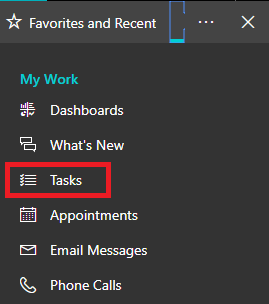 Favorites and Recent
My Work
Dashboards
What's New
Tasks
Appointments
Email Messages
Phone Calls